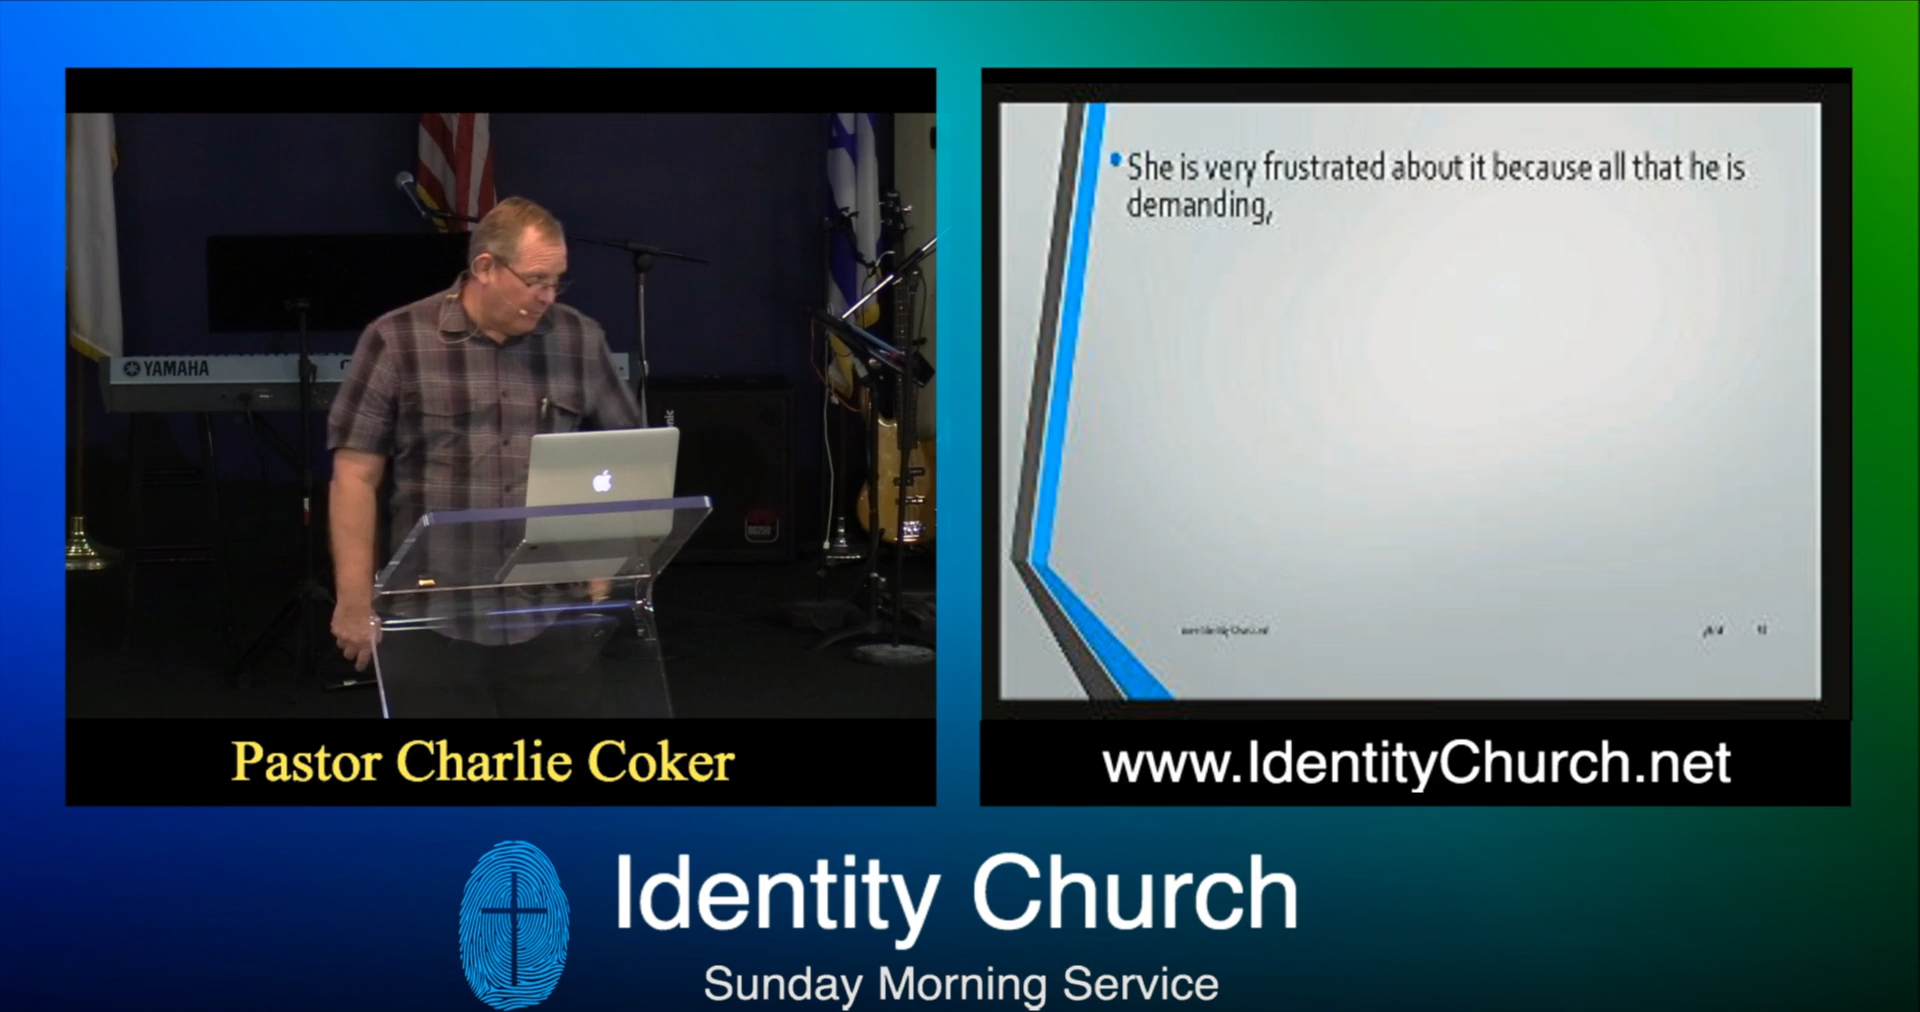 YAMAHA
She is very frustrated about it because all that he is
demanding,
Pastor Charlie Coker
www.IdentityChurch.net
Identity Church
Sunday Morning Service